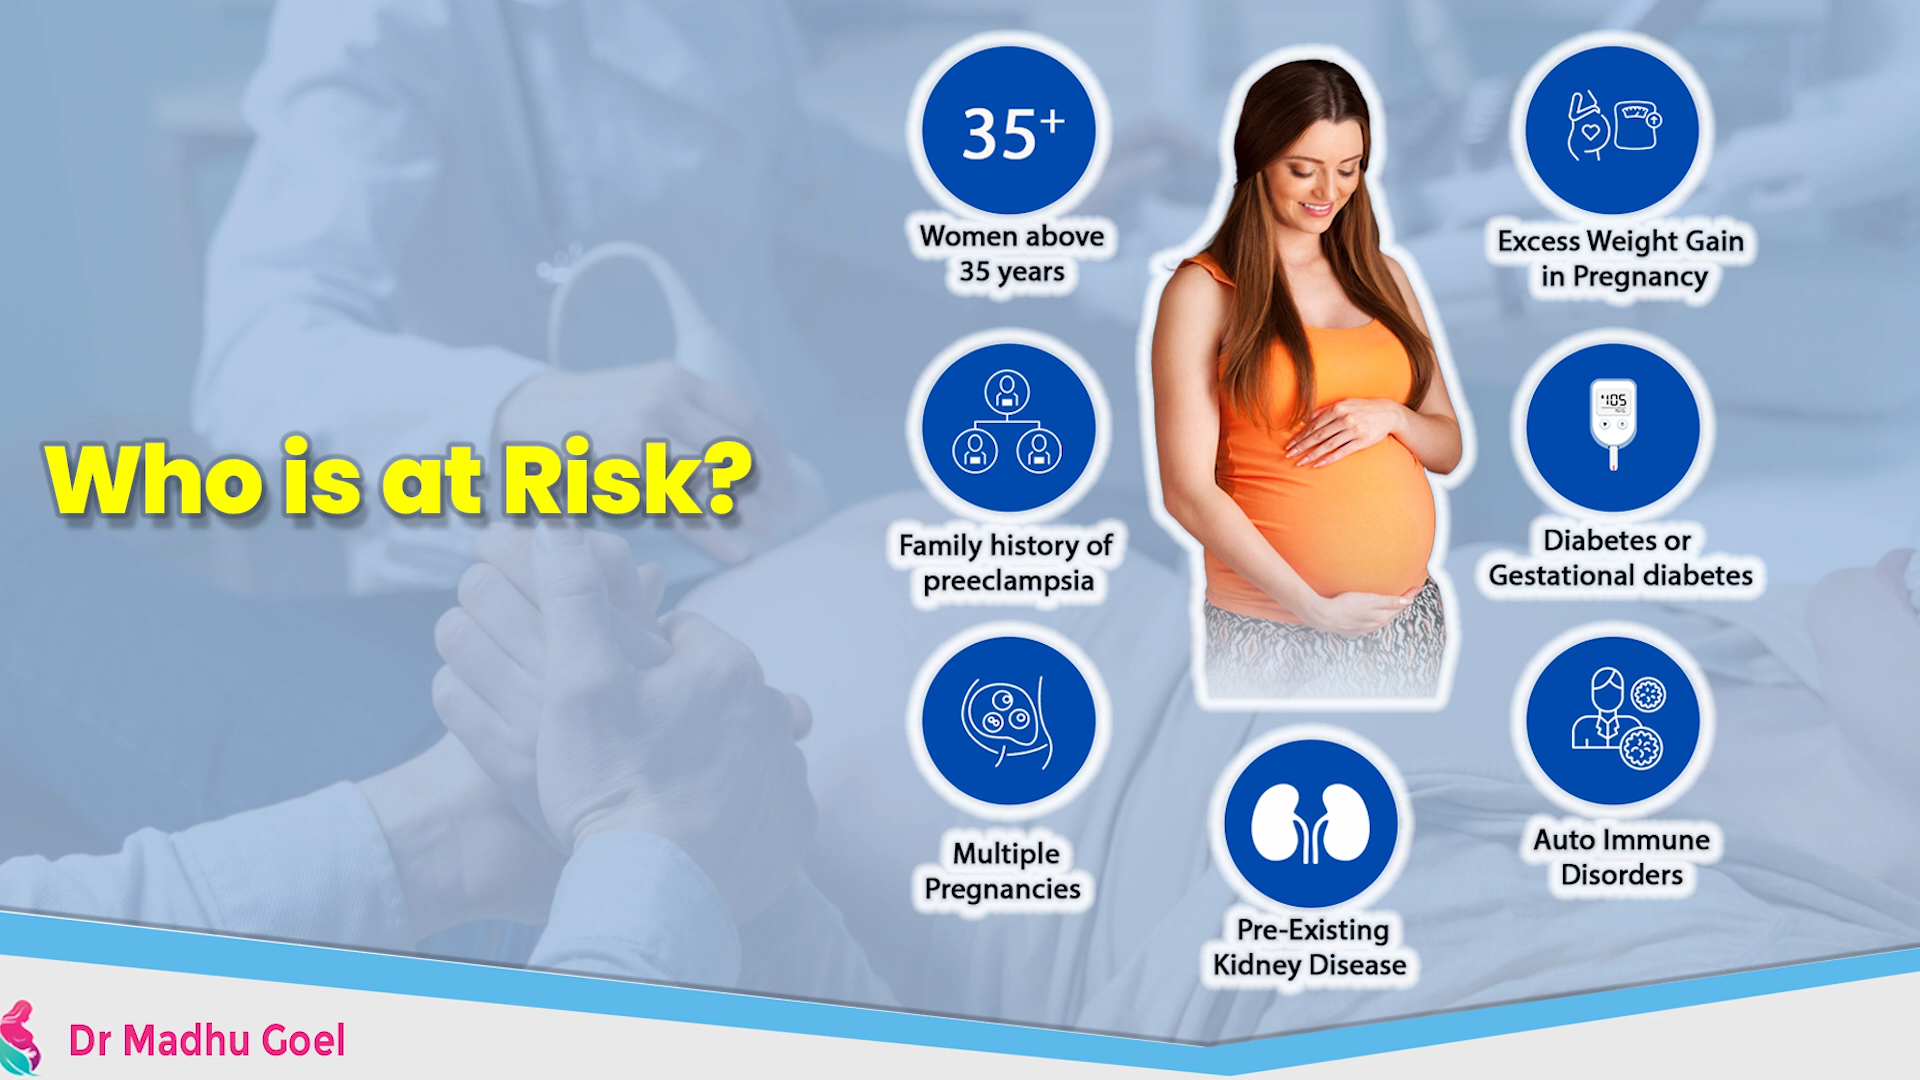 Who is at Risk?
35+
Women above
35 years
Family history of
preeclampsia
Multiple
Pregnancies
Pre-Existing
Kidney Disease
Excess Weight Gain
in Pregnancy
105
Diabetes or
Gestational diabetes
Auto Immune
Disorders
Dr Madhu Goel